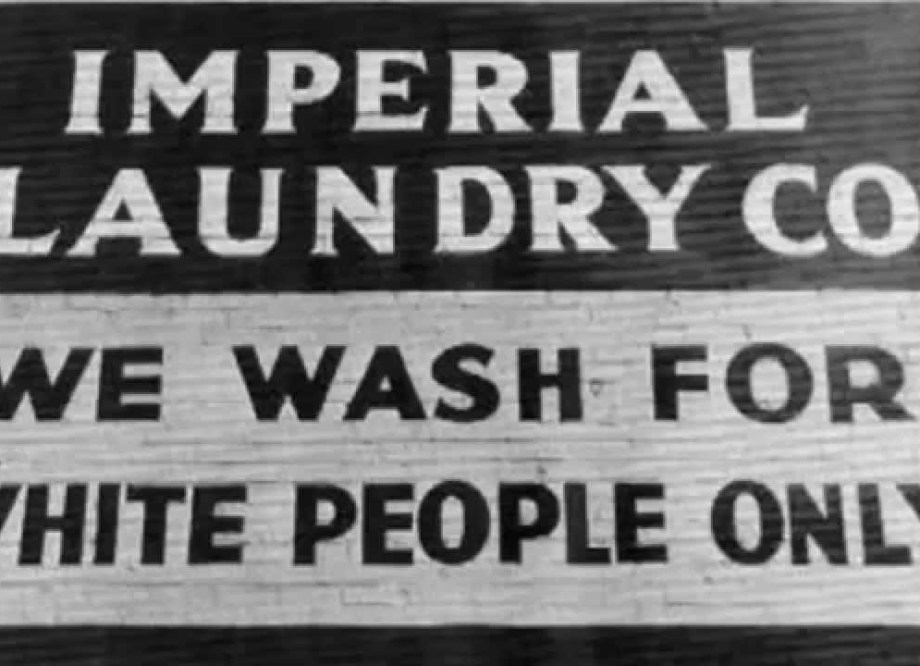 IMPERIAL
LAUNDRY CO
WE WASH FOR
WHITE PEOPLE ONLY